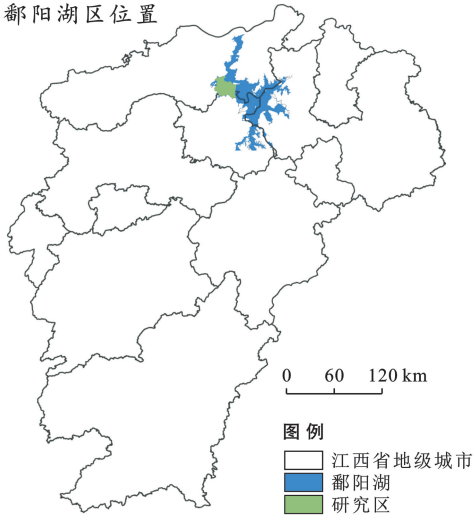 鄱阳湖区位置
0 60 120 km
图例
江西省地级城市
鄱阳湖
研究区